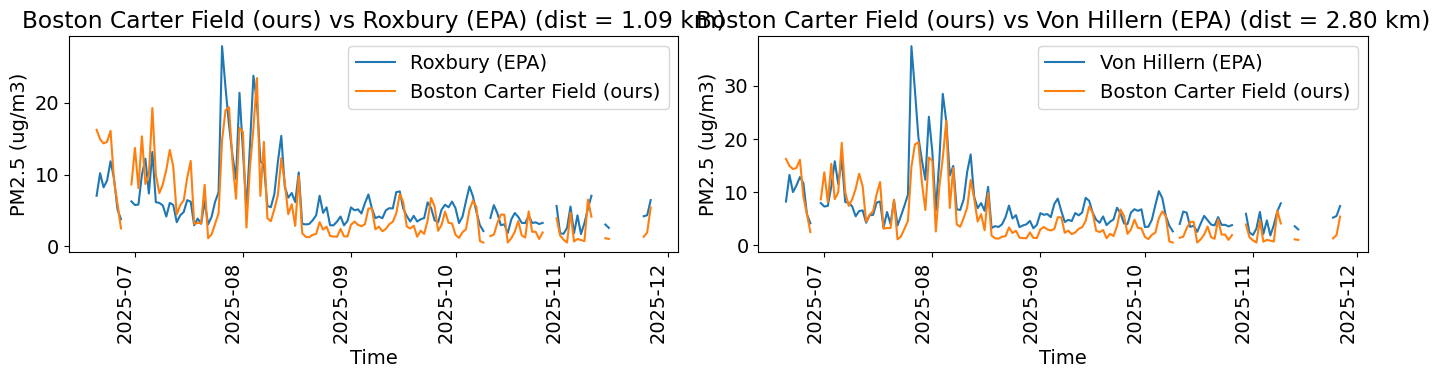 Boston Carter Field (ours) vs Roxbury (EPA) (dist = 1.09 km)
PM2.5 (ug/m3)
20
10
0
Roxbury (EPA)
Boston Carter Field (ours)
2025-07
2025-08
2025-09
2025-10
2025-11
2025-12
Time
Boston Carter Field (ours) vs Von Hillern (EPA) (dist = 2.80 km)
PM2.5 (ug/m3)
30
20
10
0
Von Hillern (EPA)
Boston Carter Field (ours)
2025-07
2025-08
2025-09
2025-10
2025-11
2025-12
Time